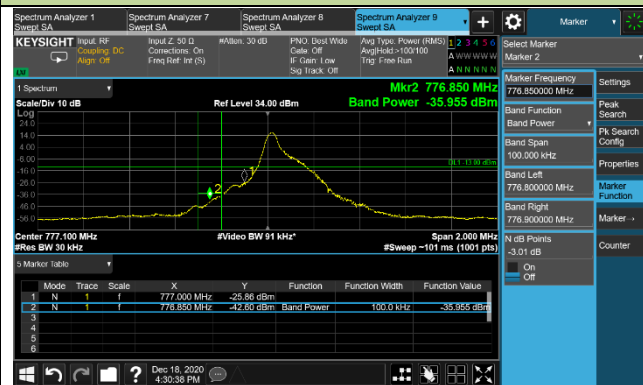 Spectrum Analyzer 1
Swept SA
Spectrum Analyzer 7
Swept SA
Spectrum Analyzer 8
Swept SA
Spectrum Analyzer 9
Swept SA
Marker
KEYSIGHT
Input: RF
Coupling: DC
Align: Off
Input Z: 50 Ω
Corrections: On
Freq Ref: Int (S)
#Atten: 30 dB
PNO: Best Wide
Gate: Off
IF Gain: Low
Sig Track: Off
Avg Type: Power (RMS)
Avg|Hold:>100/100
Trig: Free Run
1 2 3 4 5 6
A W W W W W
A N N N N N
LM
Select Marker
Marker 2
1 Spectrum
Scale/Div 10 dB
Ref Level 34.00 dBm
Mkr2 776.850 MHz
Band Power -35.955 dBm
Log
24.0
14.0
4.00
-6.00
-16.0
-26.0
-36.0
-46.0
-56.0
DL1 -13.00 dBm
1
2
Center 777.100 MHz
#Res BW 30 kHz
#Video BW 91 kHz*
Span 2.000 MHz
#Sweep ~101 ms (1001 pts)
5 Marker Table
Mode Trace Scale X Y Function Function Width Function Value
1 N 1 f 777.000 MHz -25.86 dBm
2 N 1 f 776.850 MHz -42.60 dBm Band Power 100.0 kHz -35.955 dBm
3
4
5
6
Marker Frequency
776.850000 MHz
Band Function
Band Power
Band Span
100.000 kHz
Band Left
776.800000 MHz
Band Right
776.900000 MHz
N dB Points
-3.01 dB
On
Off
Settings
Peak
Search
Pk Search
Config
Properties
Marker
Function
Marker→
Counter
?
Dec 18, 2020
4:30:38 PM